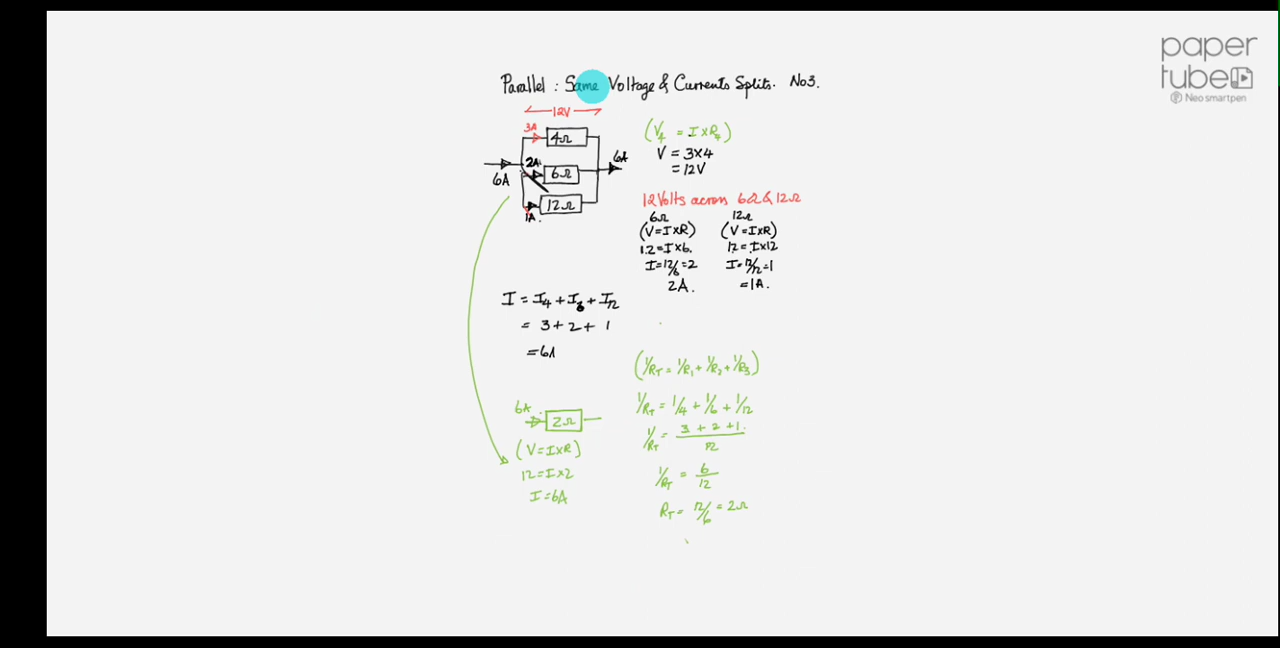 paper
tube
Neo smartpen
Parallel : Same Voltage & Currents Splits. No3.
12V
3A
4Ω
6A
2A
6Ω
6A
12Ω
1A.
(V4 = I×R4)
V = 3×4
= 12V
12 Volts across 6Ω & 12Ω
6Ω
(V=I×R)
12=I×6.
I=12/6=2
2A.
12Ω
(V=I×R)
12=I×12
I=12/12=1
=1A.
I = I4 + I6 + I12
= 3 + 2 + 1
= 6A
6A.
2Ω
(V=I×R)
12=I×2
I=6A
(1/RT = 1/R1 + 1/R2 + 1/R3)
1/RT = 1/4 + 1/6 + 1/12
1/RT = 3 + 2 + 1. / 12
1/RT = 6/12
RT = 12/6 = 2Ω